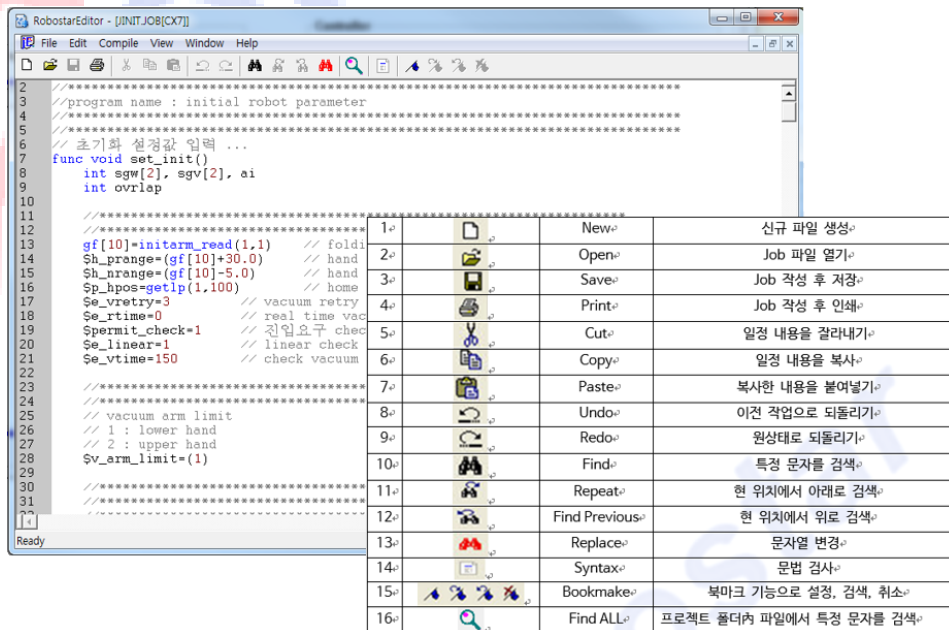 RobostarEditor - [JINIT.JOB[CX7]]
File Edit Compile View Window Help
2 //****************************************************************************
3 //program name : initial robot parameter
4 //****************************************************************************
5 //****************************************************************************
6 // 초기화 설정값 입력 ...
7 func void set_init()
8 int sgw[2], sgv[2], ai
9 int ovrlap
10
11 //******************************************************************
12 //***********************************
13 gf[10]=initarm_read(1,1) // foldi
14 $h_prange=(gf[10]+30.0) // hand
15 $h_nrange=(gf[10]-5.0) // hand
16 $p_hpos=getlp(1,100) // home
17 $e_vretry=3 // vacuum retry
18 $e_rtime=0 // real time vac
19 $permit_check=1 // 진입요구 chec
20 $e_linear=1 // linear check
21 $e_vtime=150 // check vacuum
22
23 //***********************************
24 //***********************************
25 // vacuum arm limit
26 // 1 : lower hand
27 // 2 : upper hand
28 $v_arm_limit=(1)
29
30 //***********************************
31 //***********************************
Ready
1 New 신규 파일 생성
2 Open Job 파일 열기
3 Save Job 작성 후 저장
4 Print Job 작성 후 인쇄
5 Cut 일정 내용을 잘라내기
6 Copy 일정 내용을 복사
7 Paste 복사한 내용을 붙여넣기
8 Undo 이전 작업으로 되돌리기
9 Redo 원상태로 되돌리기
10 Find 특정 문자를 검색
11 Repeat 현 위치에서 아래로 검색
12 Find Previous 현 위치에서 위로 검색
13 Replace 문자열 변경
14 Syntax 문법 검사
15 Bookmake 북마크 기능으로 설정, 검색, 취소
16 Find ALL 프로젝트 폴더內 파일에서 특정 문자를 검색